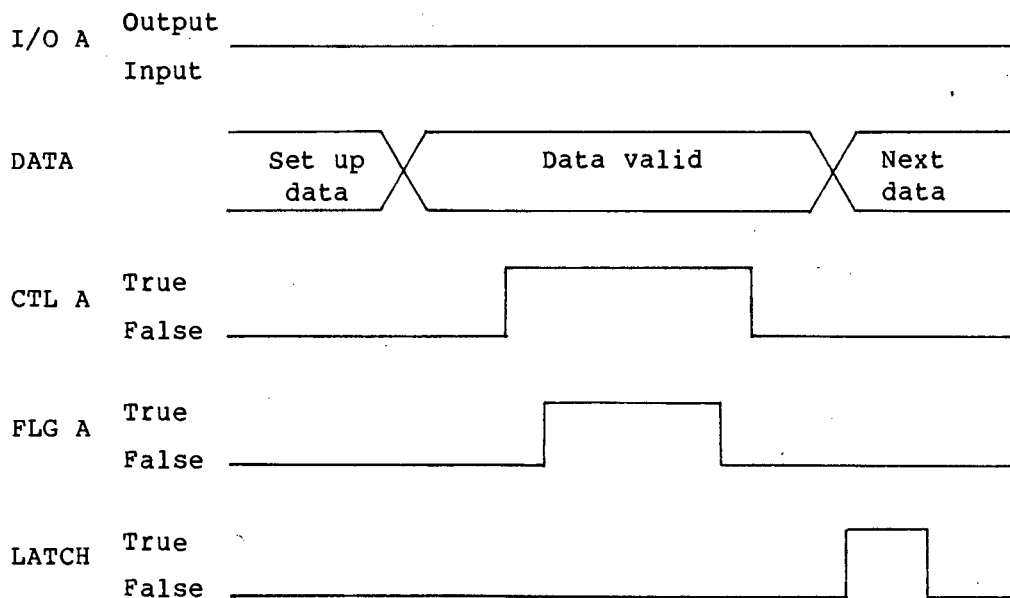 I/O A Output
Input
DATA Set up data Data valid Next data
CTL A True
False
FLG A True
False
LATCH True
False